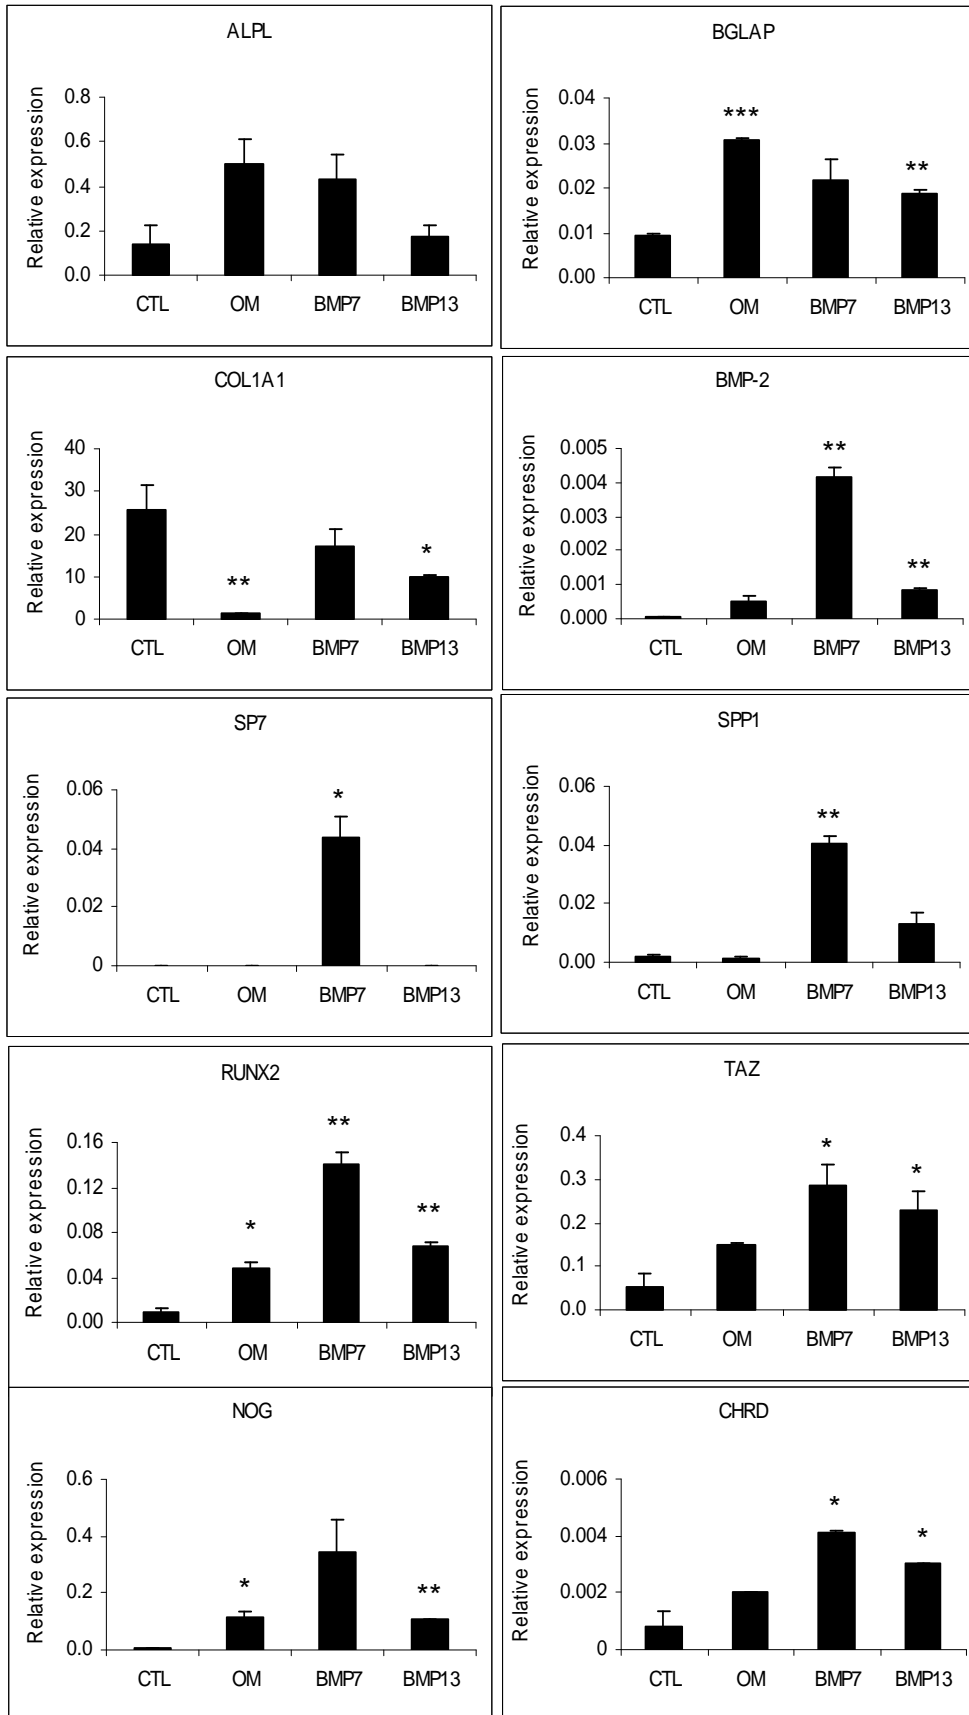 ALPL
Relative expression
0.8
0.6
0.4
0.2
0.0
CTL OM BMP7 BMP13
BGLAP
Relative expression
0.04
0.03
0.02
0.01
0.00
***
**
CTL OM BMP7 BMP13
COL1A1
Relative expression
40
30
20
10
0
**
*
CTL OM BMP7 BMP13
BMP-2
Relative expression
0.005
0.004
0.003
0.002
0.001
0.000
**
**
CTL OM BMP7 BMP13
SP7
Relative expression
0.06
0.04
0.02
0
*
CTL OM BMP7 BMP13
SPP1
Relative expression
0.06
0.04
0.02
0.00
**
CTL OM BMP7 BMP13
RUNX2
Relative expression
0.16
0.12
0.08
0.04
0.00
*
**
**
CTL OM BMP7 BMP13
TAZ
Relative expression
0.4
0.3
0.2
0.1
0.0
*
*
CTL OM BMP7 BMP13
NOG
Relative expression
0.6
0.4
0.2
0.0
*
**
CTL OM BMP7 BMP13
CHRD
Relative expression
0.006
0.004
0.002
0
*
*
CTL OM BMP7 BMP13